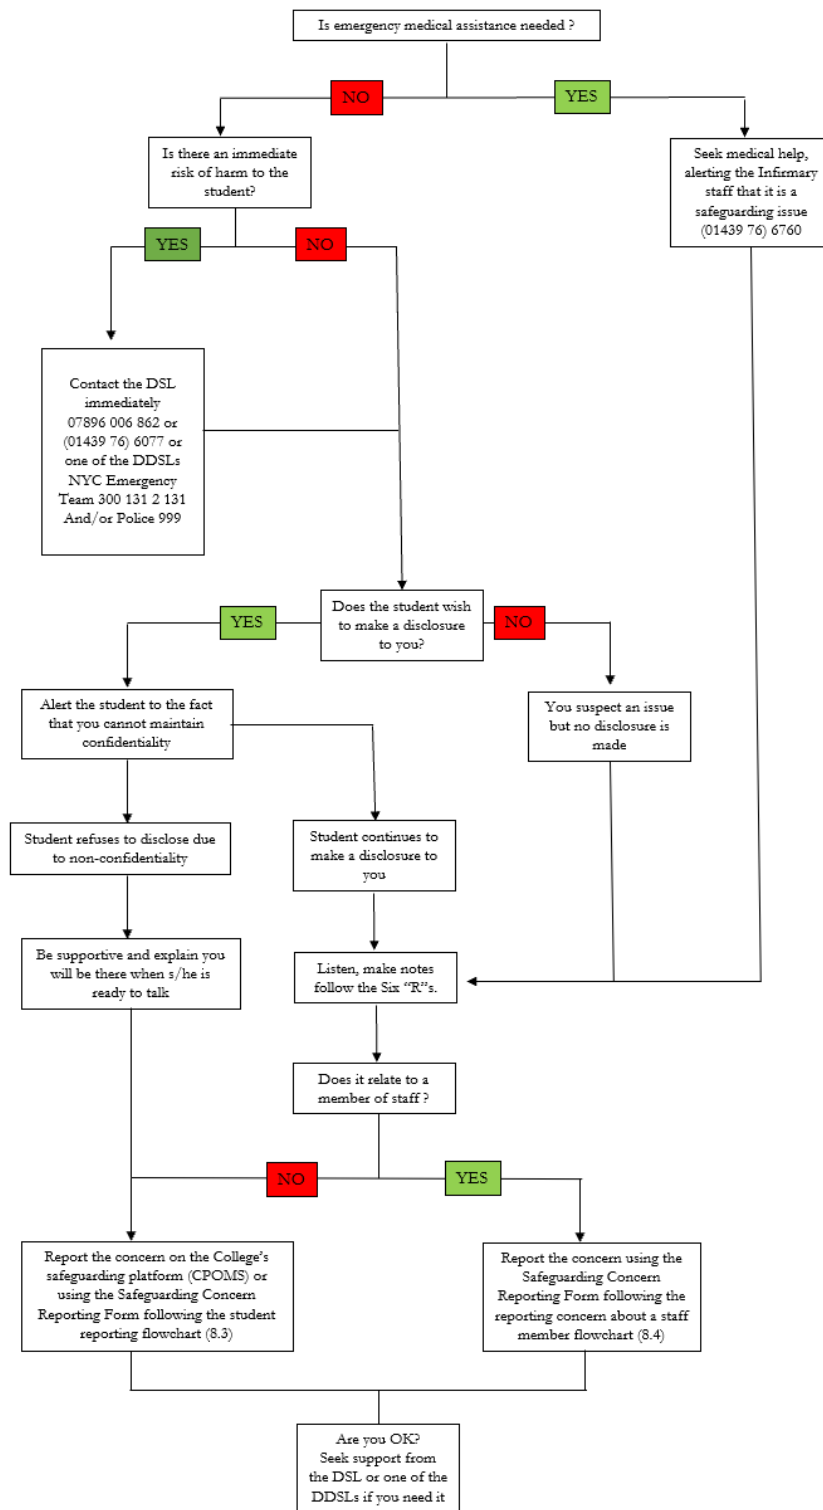 Is emergency medical assistance needed ?
NO
YES
Is there an immediate
risk of harm to the
student?
Seek medical help,
alerting the Infirmary
staff that it is a
safeguarding issue
(01439 76) 6760
YES
NO
Contact the DSL
immediately
07896 006 862 or
(01439 76) 6077 or
one of the DDSLs
NYC Emergency
Team 300 131 2 131
And/or Police 999
Does the student wish
to make a disclosure
to you?
YES
NO
Alert the student to the fact
that you cannot maintain
confidentiality
You suspect an issue
but no disclosure is
made
Student refuses to disclose due
to non-confidentiality
Student continues to
make a disclosure to
you
Be supportive and explain you
will be there when s/he is
ready to talk
Listen, make notes
follow the Six “R”s.
Does it relate to a
member of staff ?
NO
YES
Report the concern on the College’s
safeguarding platform (CPOMS) or
using the Safeguarding Concern
Reporting Form following the student
reporting flowchart (8.3)
Report the concern using the
Safeguarding Concern
Reporting Form following the
reporting concern about a staff
member flowchart (8.4)
Are you OK?
Seek support from
the DSL or one of the
DDSLs if you need it